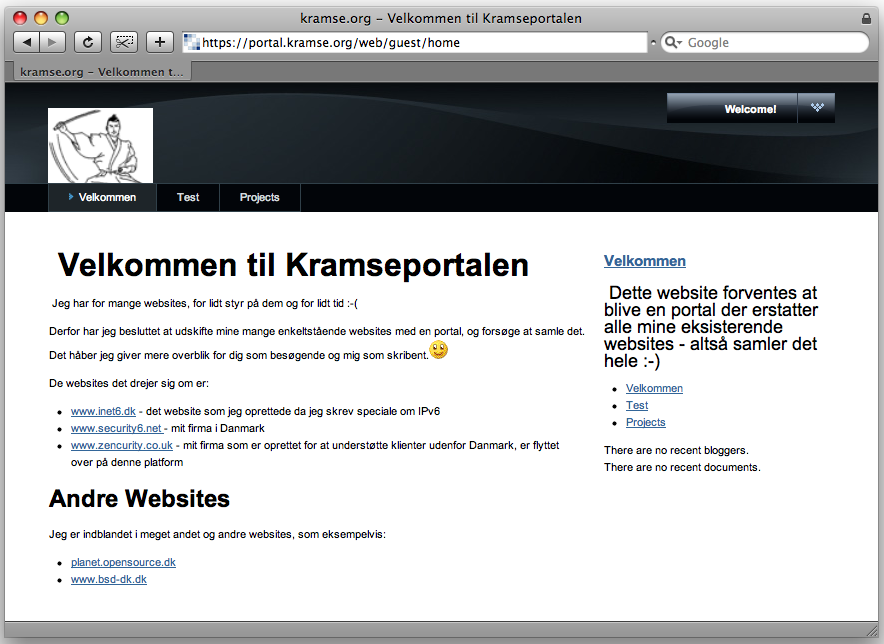 kramse.org – Velkommen til Kramseportalen
https://portal.kramse.org/web/guest/home
Google
kramse.org – Velkommen t...
Welcome!
Velkommen
Test
Projects
Velkommen til Kramseportalen
Jeg har for mange websites, for lidt styr på dem og for lidt tid :-(
Derfor har jeg besluttet at udskifte mine mange enkeltstående websites med en portal, og forsøge at samle det.
Det håber jeg giver mere overblik for dig som besøgende og mig som skribent.
De websites det drejer sig om er:
www.inet6.dk - det website som jeg oprettede da jeg skrev speciale om IPv6
www.security6.net - mit firma i Danmark
www.zencurity.co.uk - mit firma som er oprettet for at understøtte klienter udenfor Danmark, er flyttet
over på denne platform
Andre Websites
Jeg er indblandet i meget andet og andre websites, som eksempelvis:
planet.opensource.dk
www.bsd-dk.dk
Velkommen
Dette website forventes at
blive en portal der erstatter
alle mine eksisterende
websites - altså samler det
hele :-)
Velkommen
Test
Projects
There are no recent bloggers.
There are no recent documents.